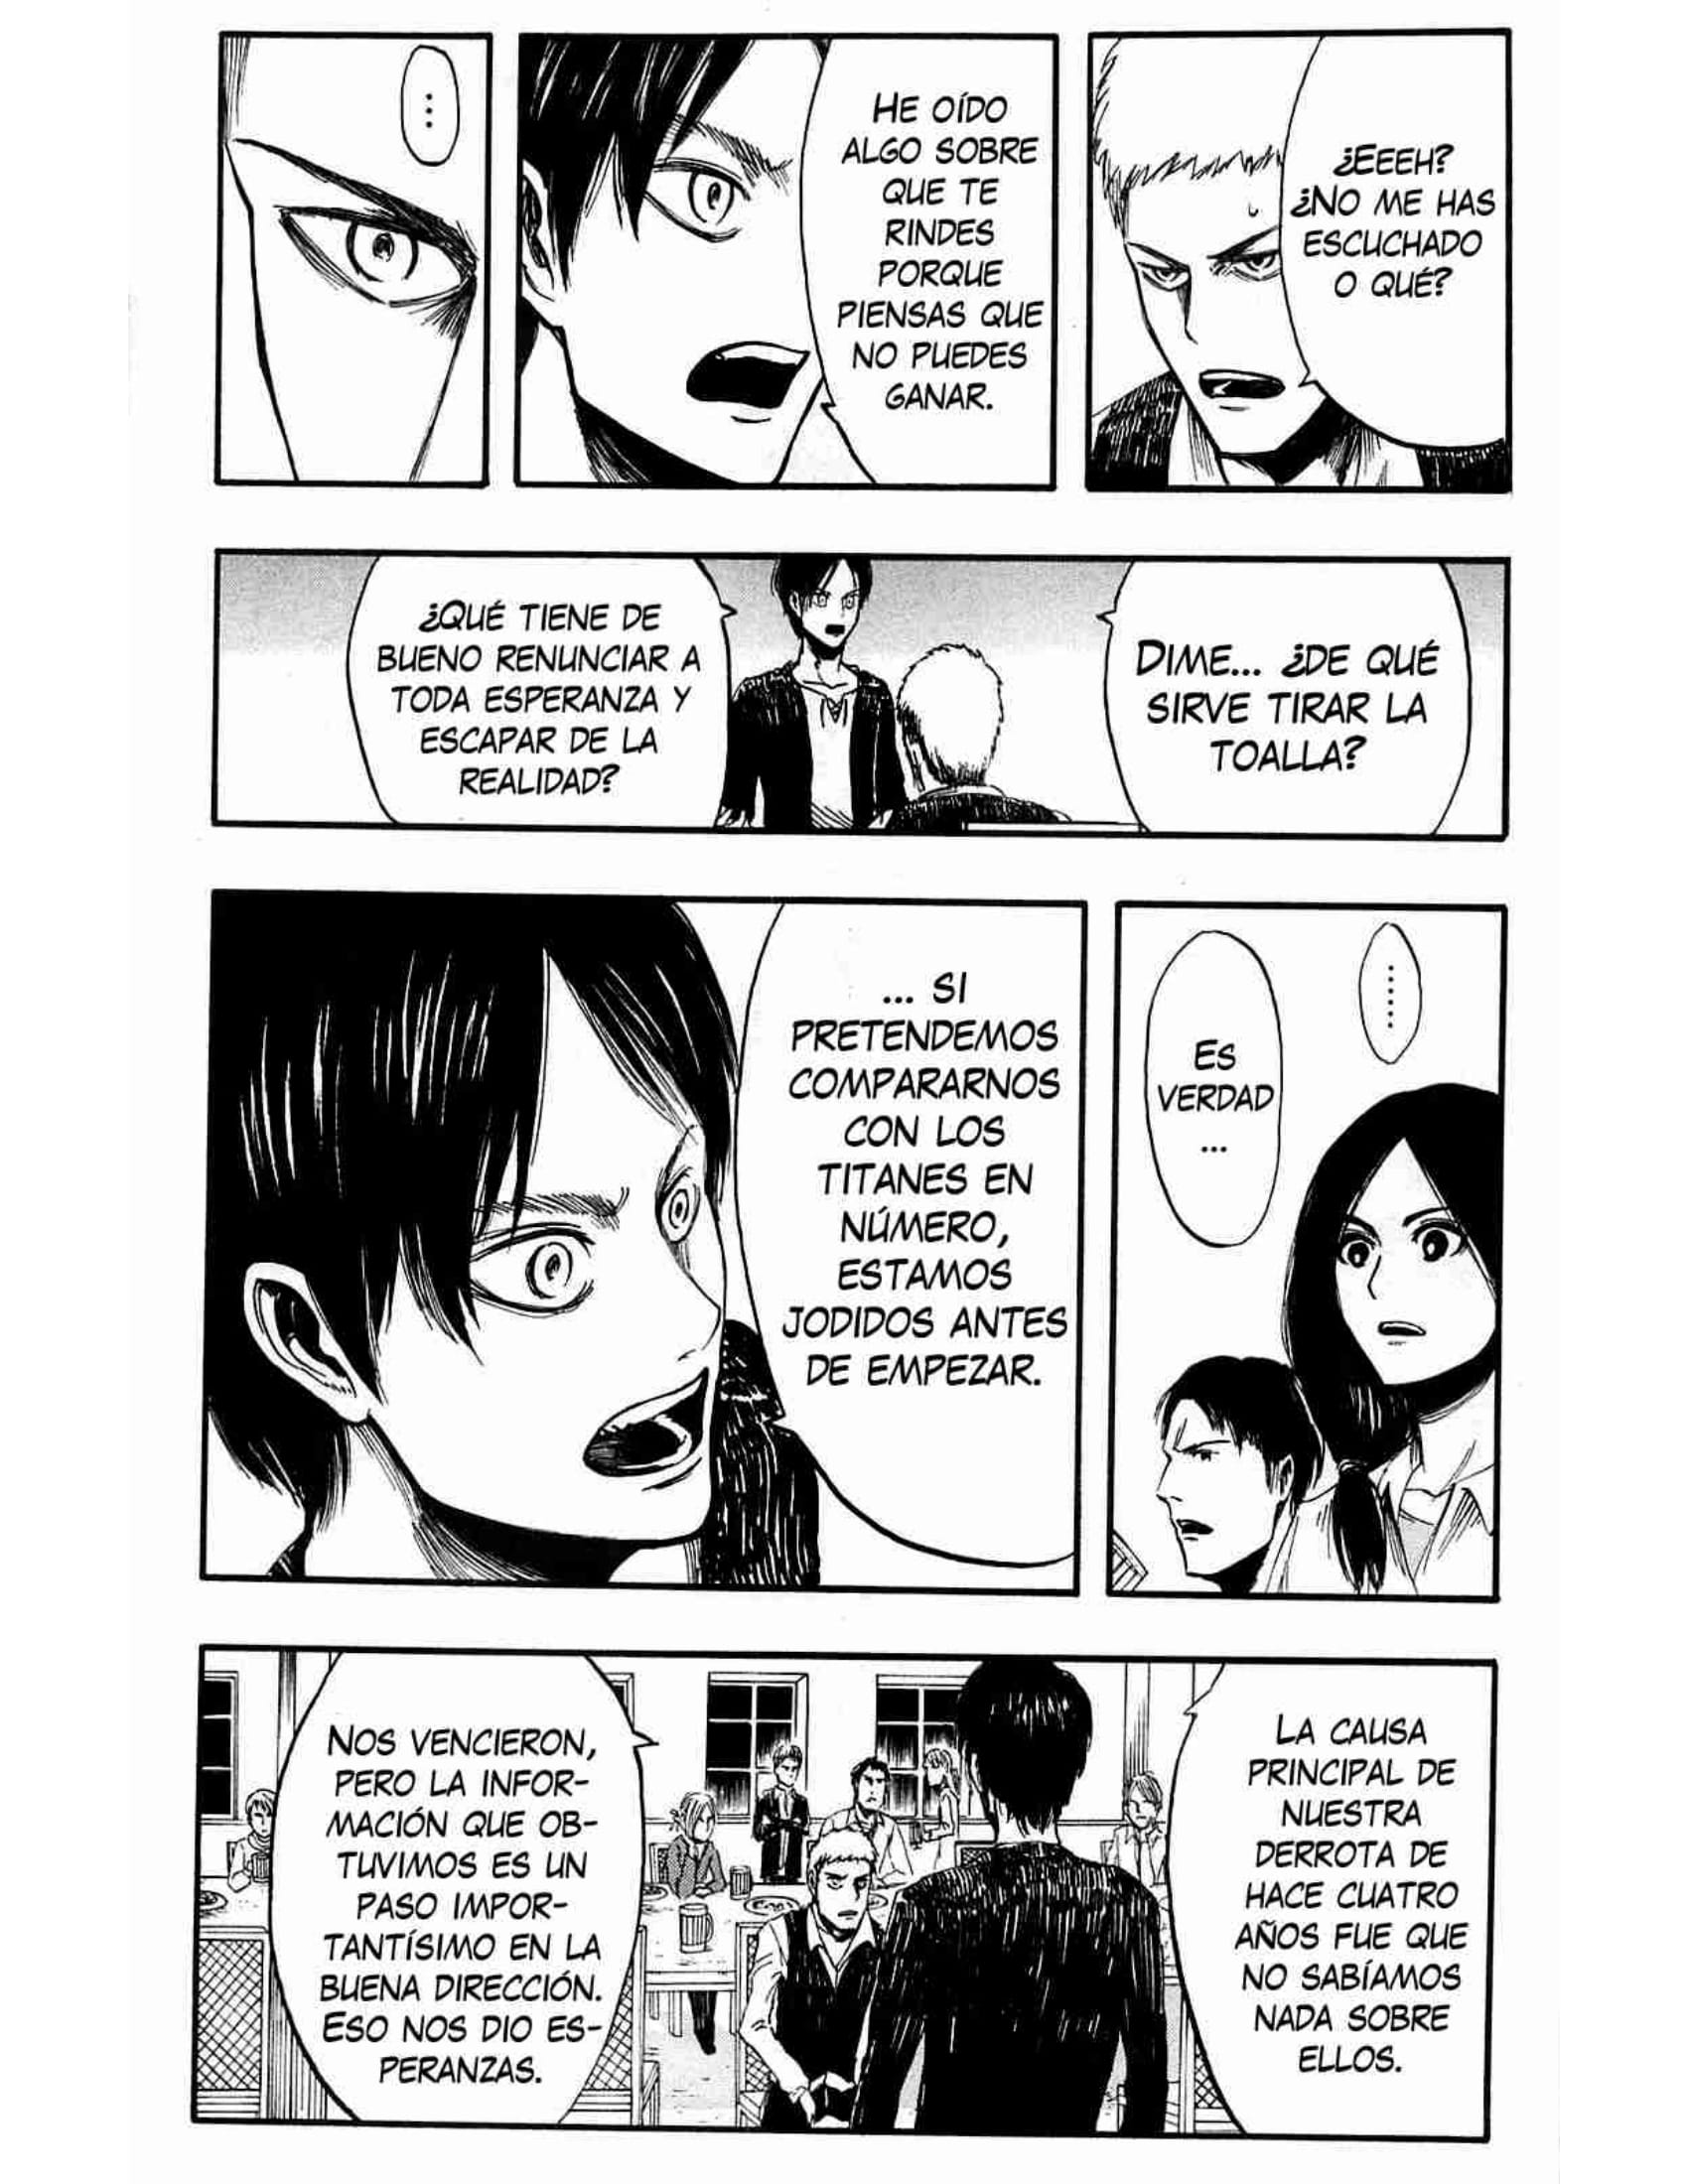 ¿Eeeh?
¿No me has
escuchado
o qué?
He oído
algo sobre
que te
rindes
porque
piensas que
no puedes
ganar.
...
Dime... ¿de qué
sirve tirar la
toalla?
¿Qué tiene de
bueno renunciar a
toda esperanza y
escapar de la
realidad?
......
Es
verdad
...
... si
pretendemos
compararnos
con los
titanes en
número,
estamos
jodidos antes
de empezar.
La causa
principal de
nuestra
derrota de
hace cuatro
años fue que
no sabíamos
nada sobre
ellos.
Nos vencieron,
pero la infor-
mación que ob-
tuvimos es un
paso impor-
tantísimo en la
buena dirección.
Eso nos dio es-
peranzas.